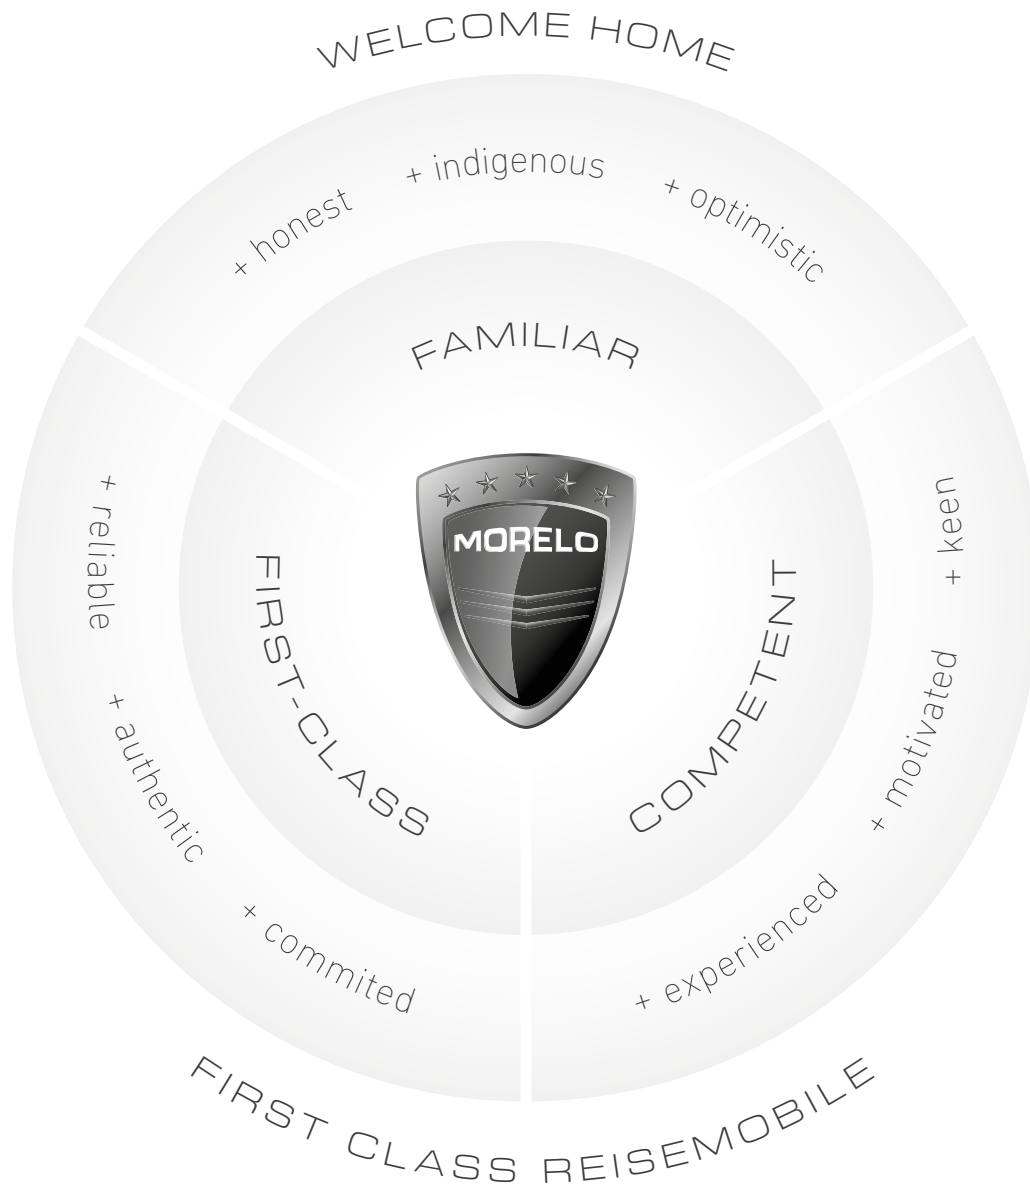 WELCOME HOME
+ honest
+ indigenous
+ optimistic
FAMILIAR
MORELO
FIRST-CLASS
COMPETENT
+ reliable
+ authentic
+ commited
+ keen
+ motivated
+ experienced
FIRST CLASS REISEMOBILE